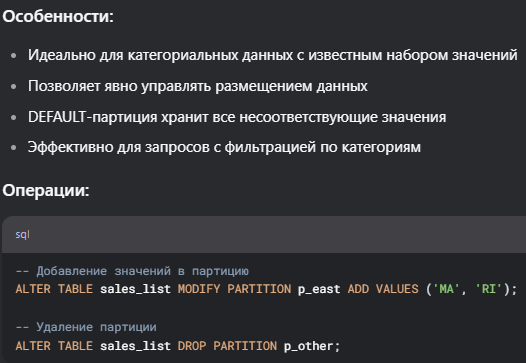 Особенности:
• Идеально для категориальных данных с известным набором значений
• Позволяет явно управлять размещением данных
• DEFAULT-партиция хранит все несоответствующие значения
• Эффективно для запросов с фильтрацией по категориям
Операции:
sql
-- Добавление значений в партицию
ALTER TABLE sales_list MODIFY PARTITION p_east ADD VALUES ('MA', 'RI');
-- Удаление партиции
ALTER TABLE sales_list DROP PARTITION p_other;